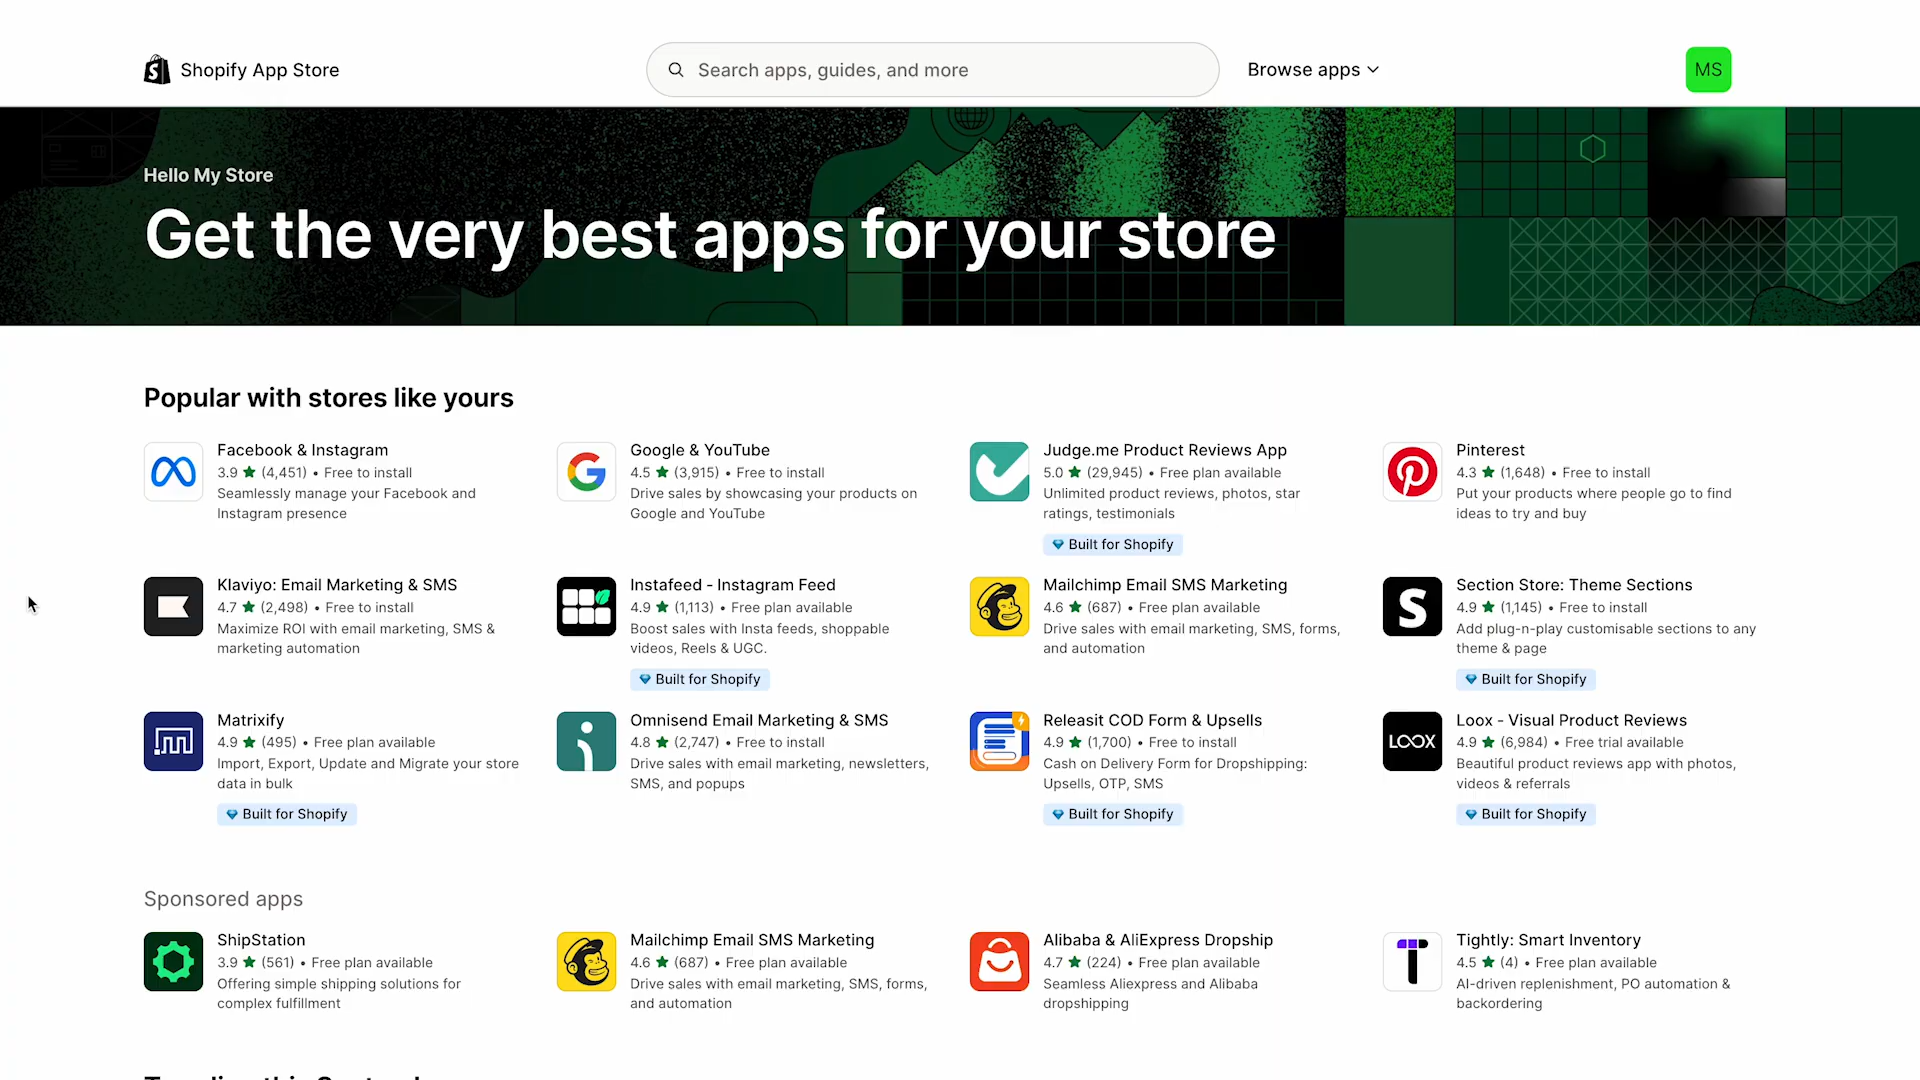 Shopify App Store
Search apps, guides, and more
Browse apps
MS
Hello My Store
Get the very best apps for your store
Popular with stores like yours
Facebook & Instagram
3.9 ★ (4,451) • Free to install
Seamlessly manage your Facebook and
Instagram presence
Google & YouTube
4.5 ★ (3,915) • Free to install
Drive sales by showcasing your products on
Google and YouTube
Judge.me Product Reviews App
5.0 ★ (29,945) • Free plan available
Unlimited product reviews, photos, star
ratings, testimonials
Built for Shopify
Pinterest
4.3 ★ (1,648) • Free to install
Put your products where people go to find
ideas to try and buy
Klaviyo: Email Marketing & SMS
4.7 ★ (2,498) • Free to install
Maximize ROI with email marketing, SMS &
marketing automation
Instafeed - Instagram Feed
4.9 ★ (1,113) • Free plan available
Boost sales with Insta feeds, shoppable
videos, Reels & UGC.
Built for Shopify
Mailchimp Email SMS Marketing
4.6 ★ (687) • Free plan available
Drive sales with email marketing, SMS, forms,
and automation
S
Section Store: Theme Sections
4.9 ★ (1,145) • Free to install
Add plug-n-play customisable sections to any
theme & page
Built for Shopify
Matrixify
4.9 ★ (495) • Free plan available
Import, Export, Update and Migrate your store
data in bulk
Built for Shopify
Omnisend Email Marketing & SMS
4.8 ★ (2,747) • Free to install
Drive sales with email marketing, newsletters,
SMS, and popups
Releasit COD Form & Upsells
4.9 ★ (1,700) • Free to install
Cash on Delivery Form for Dropshipping:
Upsells, OTP, SMS
Built for Shopify
LOOX
Loox - Visual Product Reviews
4.9 ★ (6,984) • Free trial available
Beautiful product reviews app with photos,
videos & referrals
Built for Shopify
Sponsored apps
ShipStation
3.9 ★ (561) • Free plan available
Offering simple shipping solutions for
complex fulfillment
Mailchimp Email SMS Marketing
4.6 ★ (687) • Free plan available
Drive sales with email marketing, SMS, forms,
and automation
Alibaba & AliExpress Dropship
4.7 ★ (224) • Free plan available
Seamless Aliexpress and Alibaba
dropshipping
Tightly: Smart Inventory
4.5 ★ (4) • Free plan available
AI-driven replenishment, PO automation &
backordering